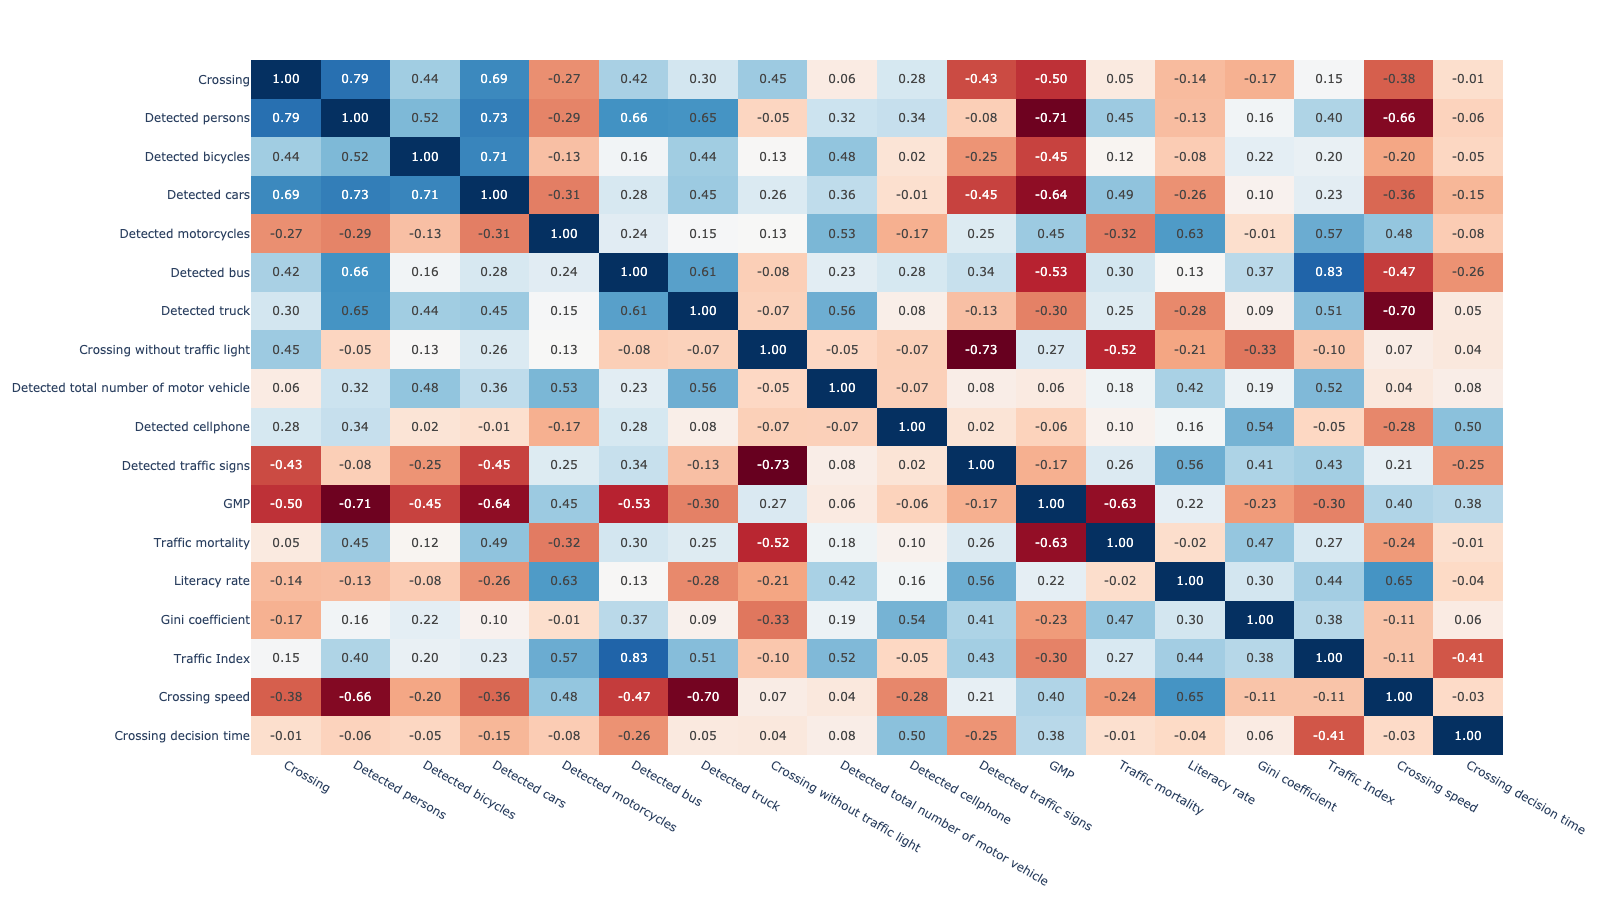 Crossing 1.00 0.79 0.44 0.69 -0.27 0.42 0.30 0.45 0.06 0.28 -0.43 -0.50 0.05 -0.14 -0.17 0.15 -0.38 -0.01
Detected persons 0.79 1.00 0.52 0.73 -0.29 0.66 0.65 -0.05 0.32 0.34 -0.08 -0.71 0.45 -0.13 0.16 0.40 -0.66 -0.06
Detected bicycles 0.44 0.52 1.00 0.71 -0.13 0.16 0.44 0.13 0.48 0.02 -0.25 -0.45 0.12 -0.08 0.22 0.20 -0.20 -0.05
Detected cars 0.69 0.73 0.71 1.00 -0.31 0.28 0.45 0.26 0.36 -0.01 -0.45 -0.64 0.49 -0.26 0.10 0.23 -0.36 -0.15
Detected motorcycles -0.27 -0.29 -0.13 -0.31 1.00 0.24 0.15 0.13 0.53 -0.17 0.25 0.45 -0.32 0.63 -0.01 0.57 0.48 -0.08
Detected bus 0.42 0.66 0.16 0.28 0.24 1.00 0.61 -0.08 0.23 0.28 0.34 -0.53 0.30 0.13 0.37 0.83 -0.47 -0.26
Detected truck 0.30 0.65 0.44 0.45 0.15 0.61 1.00 -0.07 0.56 0.08 -0.13 -0.30 0.25 -0.28 0.09 0.51 -0.70 0.05
Crossing without traffic light 0.45 -0.05 0.13 0.26 0.13 -0.08 -0.07 1.00 -0.05 -0.07 -0.73 0.27 -0.52 -0.21 -0.33 -0.10 0.07 0.04
Detected total number of motor vehicle 0.06 0.32 0.48 0.36 0.53 0.23 0.56 -0.05 1.00 -0.07 0.08 0.06 0.18 0.42 0.19 0.52 0.04 0.08
Detected cellphone 0.28 0.34 0.02 -0.01 -0.17 0.28 0.08 -0.07 -0.07 1.00 0.02 -0.06 0.10 0.16 0.54 -0.05 -0.28 0.50
Detected traffic signs -0.43 -0.08 -0.25 -0.45 0.25 0.34 -0.13 -0.73 0.08 0.02 1.00 -0.17 0.26 0.56 0.41 0.43 0.21 -0.25
GMP -0.50 -0.71 -0.45 -0.64 0.45 -0.53 -0.30 0.27 0.06 -0.06 -0.17 1.00 -0.63 0.22 -0.23 -0.30 0.40 0.38
Traffic mortality 0.05 0.45 0.12 0.49 -0.32 0.30 0.25 -0.52 0.18 0.10 0.26 -0.63 1.00 -0.02 0.47 0.27 -0.24 -0.01
Literacy rate -0.14 -0.13 -0.08 -0.26 0.63 0.13 -0.28 -0.21 0.42 0.16 0.56 0.22 -0.02 1.00 0.30 0.44 0.65 -0.04
Gini coefficient -0.17 0.16 0.22 0.10 -0.01 0.37 0.09 -0.33 0.19 0.54 0.41 -0.23 0.47 0.30 1.00 0.38 -0.11 0.06
Traffic Index 0.15 0.40 0.20 0.23 0.57 0.83 0.51 -0.10 0.52 -0.05 0.43 -0.30 0.27 0.44 0.38 1.00 -0.11 -0.41
Crossing speed -0.38 -0.66 -0.20 -0.36 0.48 -0.47 -0.70 0.07 0.04 -0.28 0.21 0.40 -0.24 0.65 -0.11 -0.11 1.00 -0.03
Crossing decision time -0.01 -0.06 -0.05 -0.15 -0.08 -0.26 0.05 0.04 0.08 0.50 -0.25 0.38 -0.01 -0.04 0.06 -0.41 -0.03 1.00
Crossing
Detected persons
Detected bicycles
Detected cars
Detected motorcycles
Detected bus
Detected truck
Crossing without traffic light
Detected total number of motor vehicle
Detected cellphone
Detected traffic signs
GMP
Traffic mortality
Literacy rate
Gini coefficient
Traffic Index
Crossing speed
Crossing decision time